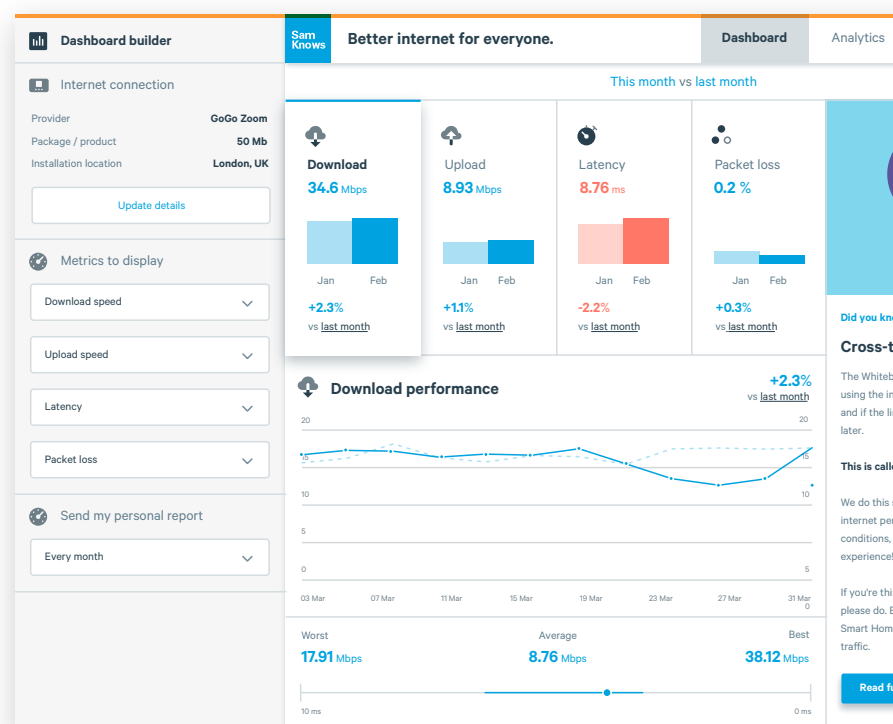 Dashboard builder
Sam
Knows
Better internet for everyone.
Dashboard
Analytics
Internet connection
Provider GoGo Zoom
Package / product 50 Mb
Installation location London, UK
Update details
Metrics to display
Download speed
Upload speed
Latency
Packet loss
Send my personal report
Every month
This month vs last month
Download
34.6 Mbps
Jan Feb
+2.3%
vs last month
Upload
8.93 Mbps
Jan Feb
+1.1%
vs last month
Latency
8.76 ms
Jan Feb
-2.2%
vs last month
Packet loss
0.2 %
Jan Feb
+0.3%
vs last month
Download performance
+2.3%
vs last month
20 20
15 15
10 10
5
0 5
03 Mar 07 Mar 11 Mar 15 Mar 19 Mar 23 Mar 27 Mar 31 Mar
0
Worst Average Best
17.91 Mbps 8.76 Mbps 38.12 Mbps
10 ms 0 ms
Did you kn
Cross-t
The Whiteb
using the in
and if the li
later.
This is calle
We do this s
internet per
conditions,
experience!
If you're thi
please do. B
Smart Hom
traffic.
Read fu